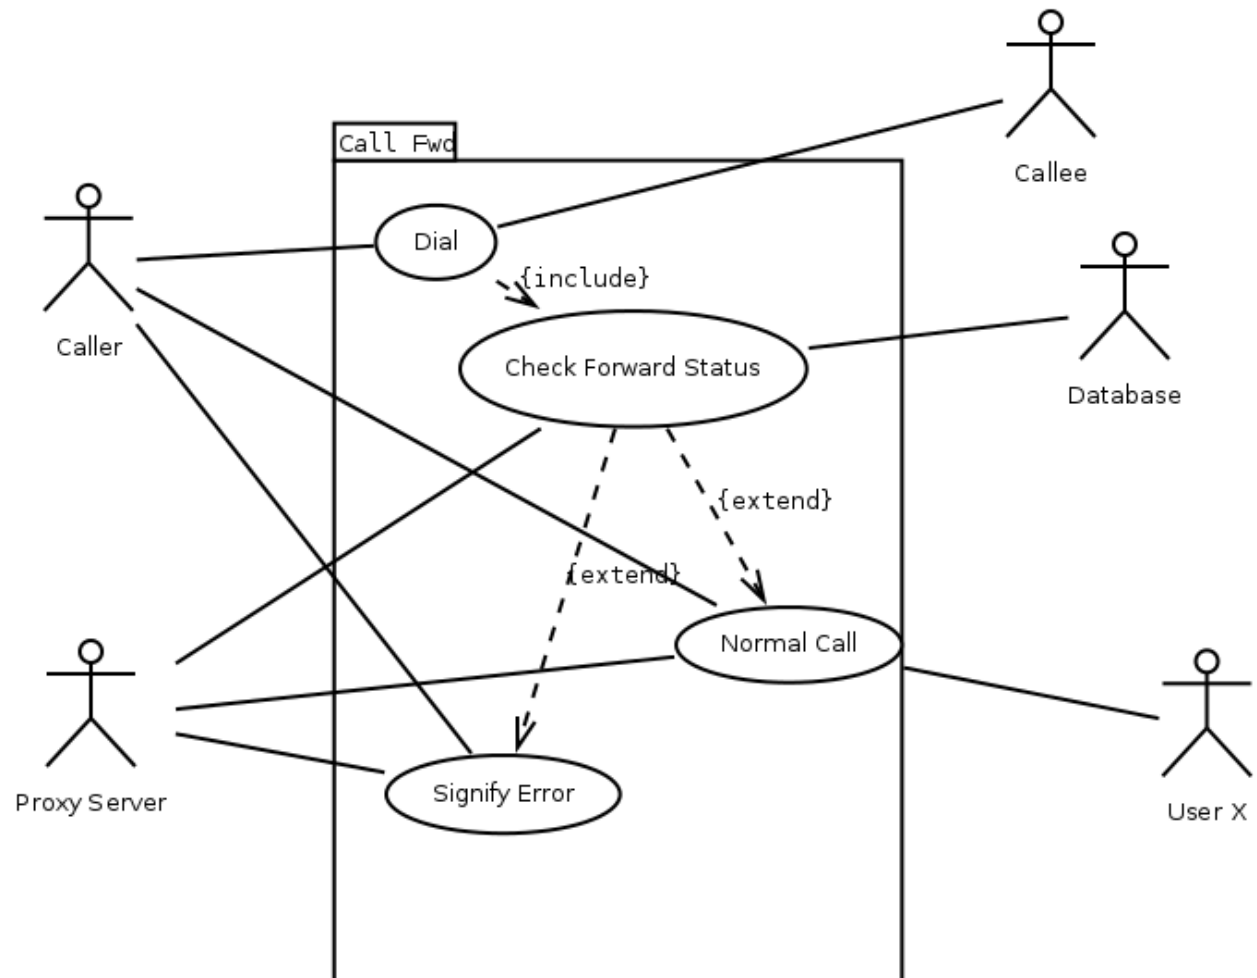 Callee
Call Fwd
Dial
{include}
Caller
Check Forward Status
Database
{extend}
{extend}
Normal Call
Signify Error
Proxy Server
User X